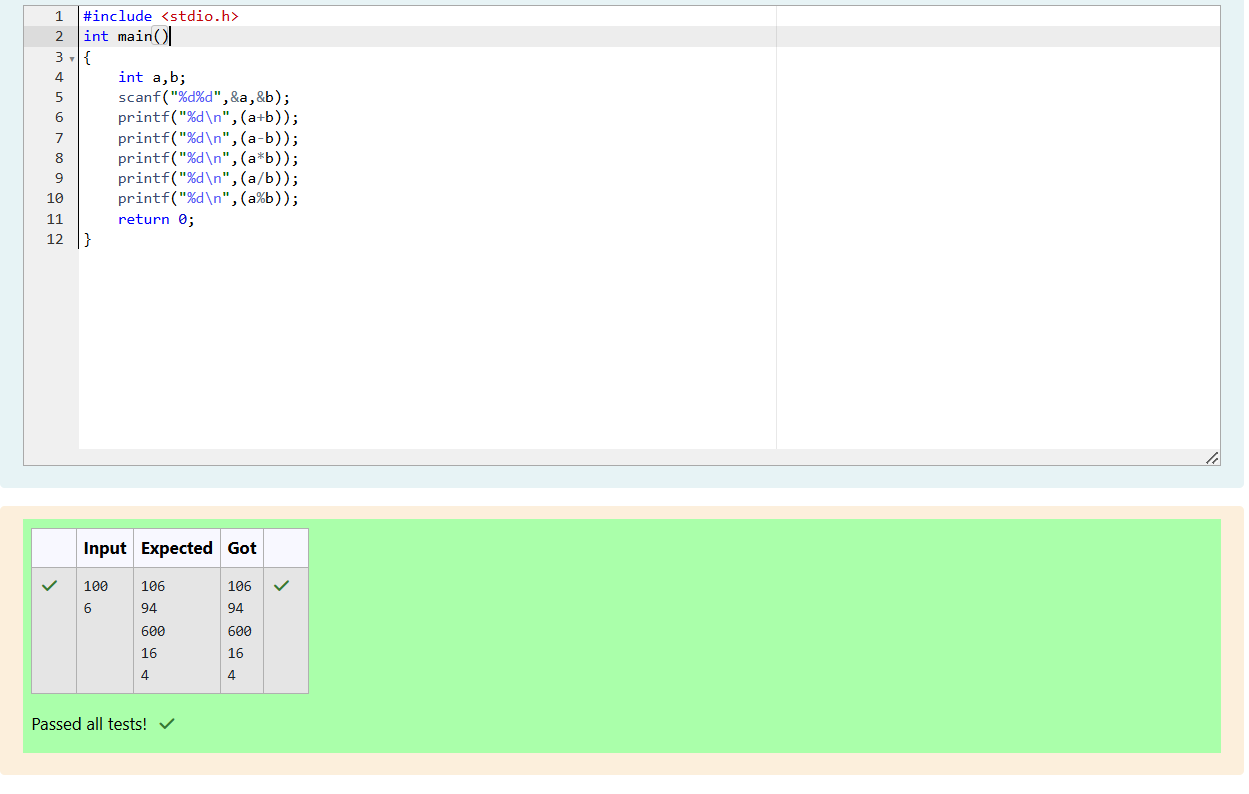 1 #include <stdio.h>
2 int main()
3 {
4     int a,b;
5     scanf("%d%d",&a,&b);
6     printf("%d\n",(a+b));
7     printf("%d\n",(a-b));
8     printf("%d\n",(a*b));
9     printf("%d\n",(a/b));
10     printf("%d\n",(a%b));
11     return 0;
12 }
Input Expected Got
100 106 106
6 94 94
600 600
16 16
4 4
Passed all tests!